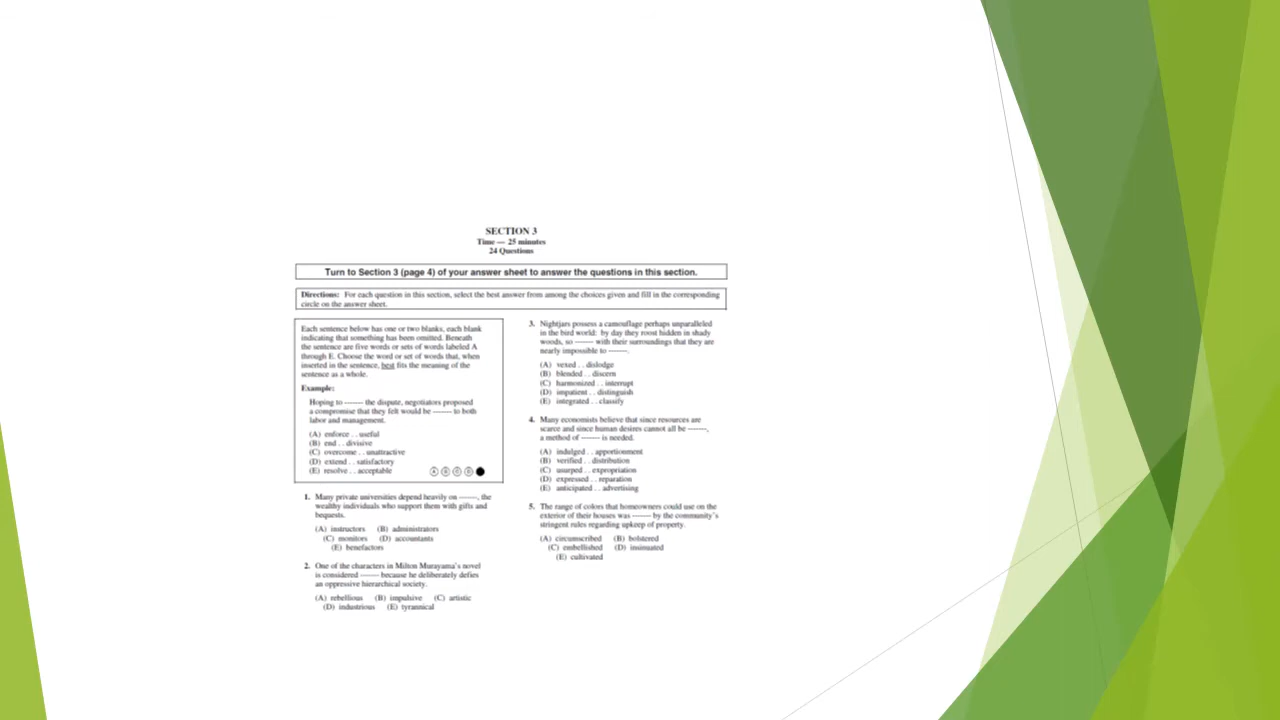 SECTION 3
Time — 25 minutes
24 Questions
Turn to Section 3 (page 4) of your answer sheet to answer the questions in this section.
Directions: For each question in this section, select the best answer from among the choices given and fill in the corresponding
circle on the answer sheet.
Each sentence below has one or two blanks, each blank
indicating that something has been omitted. Beneath
the sentence are five words or sets of words labeled A
through E. Choose the word or set of words that, when
inserted in the sentence, best fits the meaning of the
sentence as a whole.
Example:
Hoping to ------- the dispute, negotiators proposed
a compromise that they felt would be ------- to both
labor and management.
(A) enforce . . useful
(B) end . . divisive
(C) overcome . . unattractive
(D) extend . . satisfactory
(E) resolve . . acceptable
A B C D
1. Many private universities depend heavily on -------, the
wealthy individuals who support them with gifts and
bequests.
(A) instructors (B) administrators
(C) monitors (D) accountants
(E) benefactors
2. One of the characters in Milton Murayama's novel
is considered ------- because he deliberately defies
an oppressive hierarchical society.
(A) rebellious (B) impulsive (C) artistic
(D) industrious (E) tyrannical
3. Nightjars possess a camouflage perhaps unparalleled
in the bird world: by day they roost hidden in shady
woods, so ------- with their surroundings that they are
nearly impossible to -------.
(A) vexed . . dislodge
(B) blended . . discern
(C) harmonized . . interrupt
(D) impatient . . distinguish
(E) integrated . . classify
4. Many economists believe that since resources are
scarce and since human desires cannot all be -------,
a method of ------- is needed.
(A) indulged . . apportionment
(B) verified . . distribution
(C) usurped . . expropriation
(D) expressed . . reparation
(E) anticipated . . advertising
5. The range of colors that homeowners could use on the
exterior of their houses was ------- by the community's
stringent rules regarding upkeep of property.
(A) circumscribed (B) bolstered
(C) embellished (D) insinuated
(E) cultivated